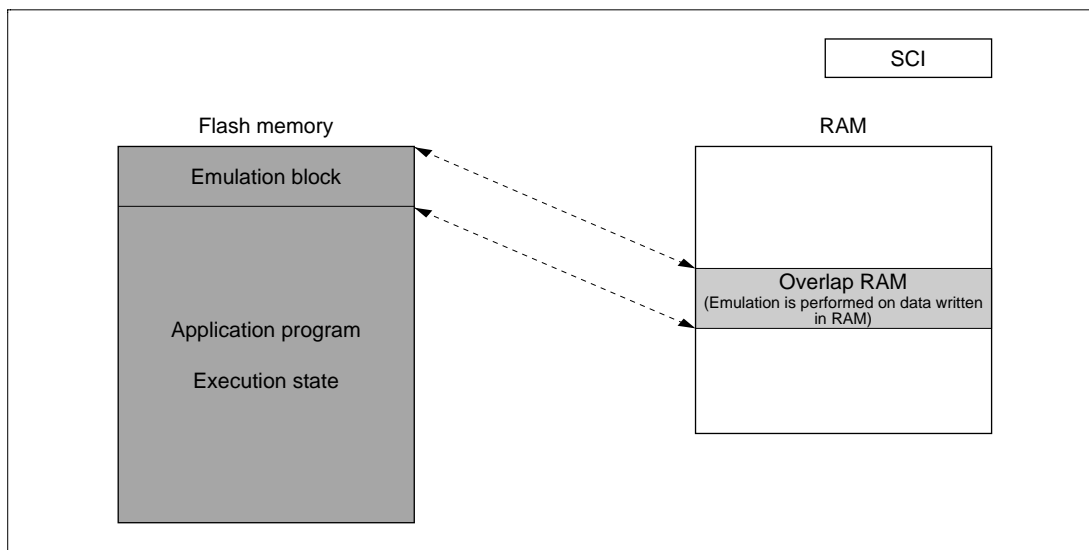 SCI
Flash memory
RAM
Emulation block
Application program
Execution state
Overlap RAM
(Emulation is performed on data written
in RAM)